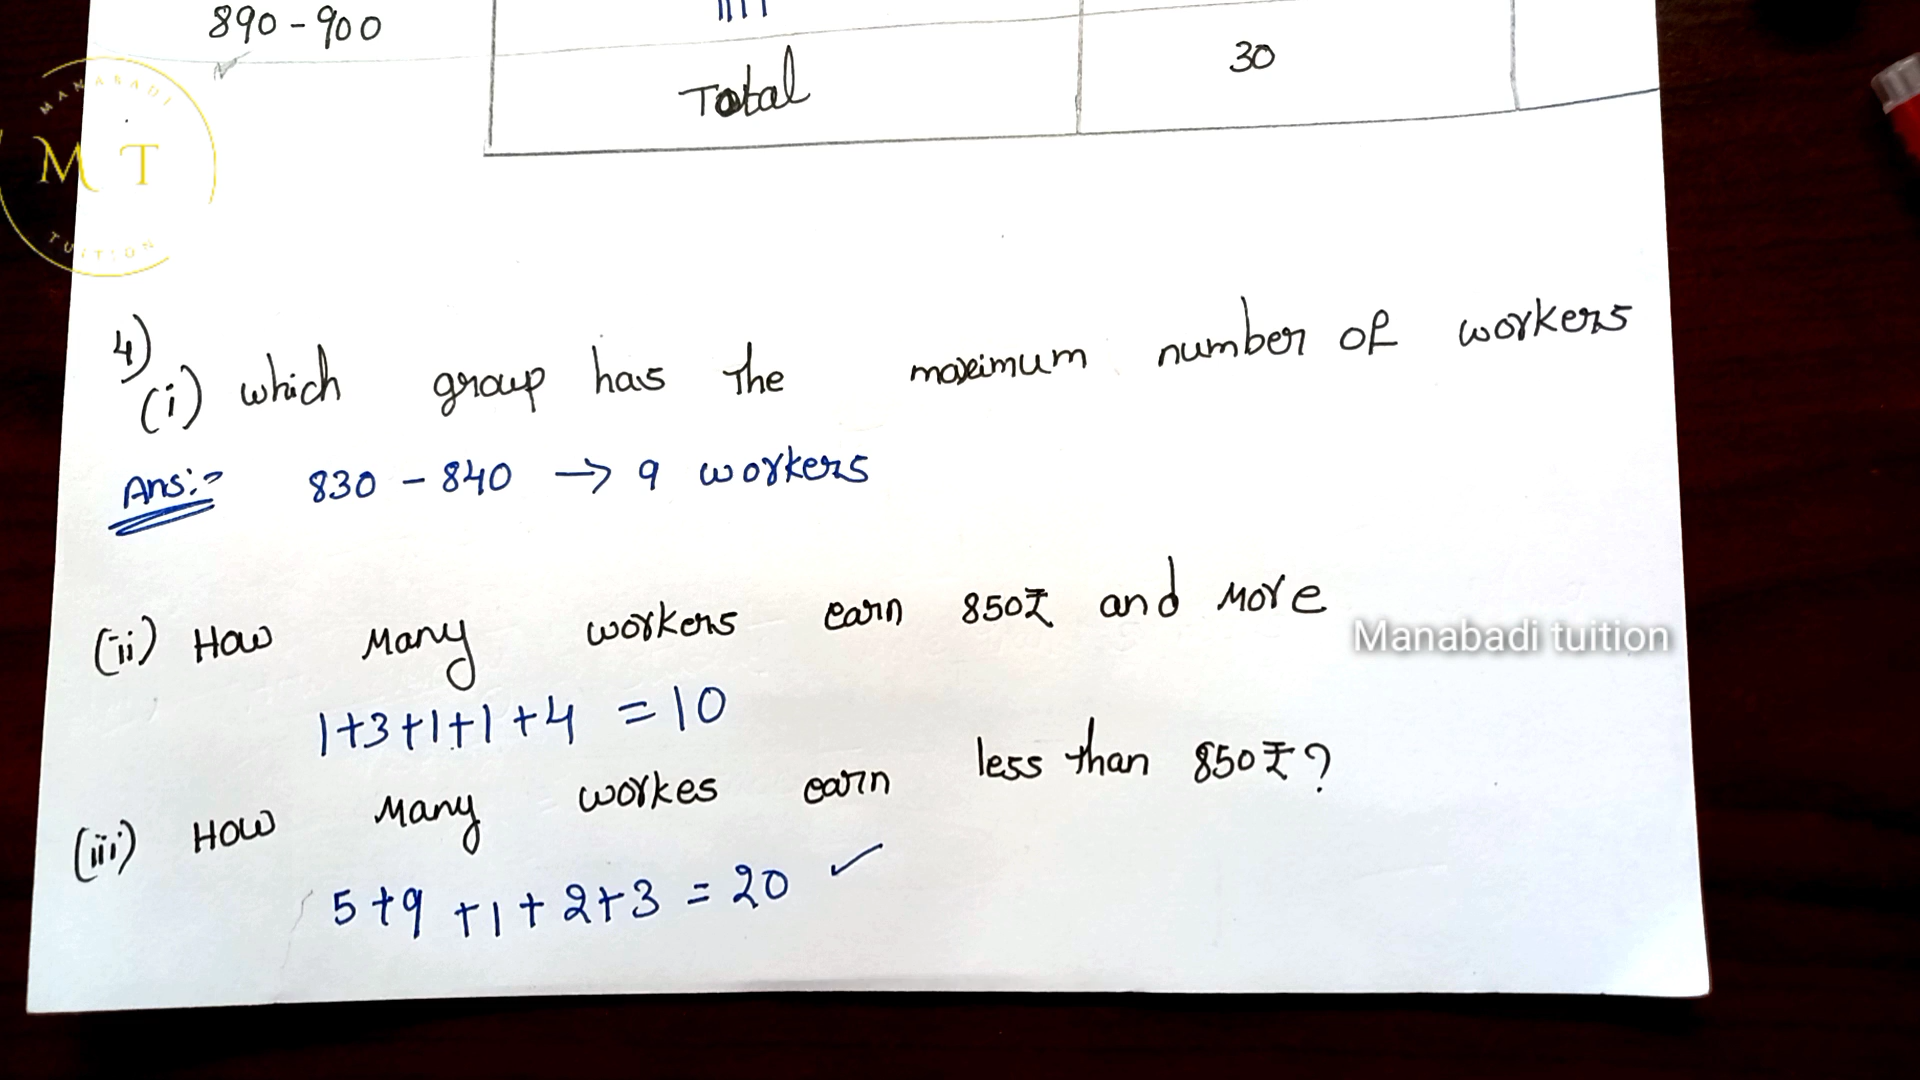 890 - 900
Total 30
MANABADI
M T
TUITION
4)
(i) which group has the maximum number of workers
Ans:- 830 - 840 → 9 workers
(ii) How Many workers earn 850₹ and More
Manabadi tuition
1+3+1+1+4 = 10
(iii) How Many workes earn less than 850₹?
5+9+1+2+3 = 20 ✓